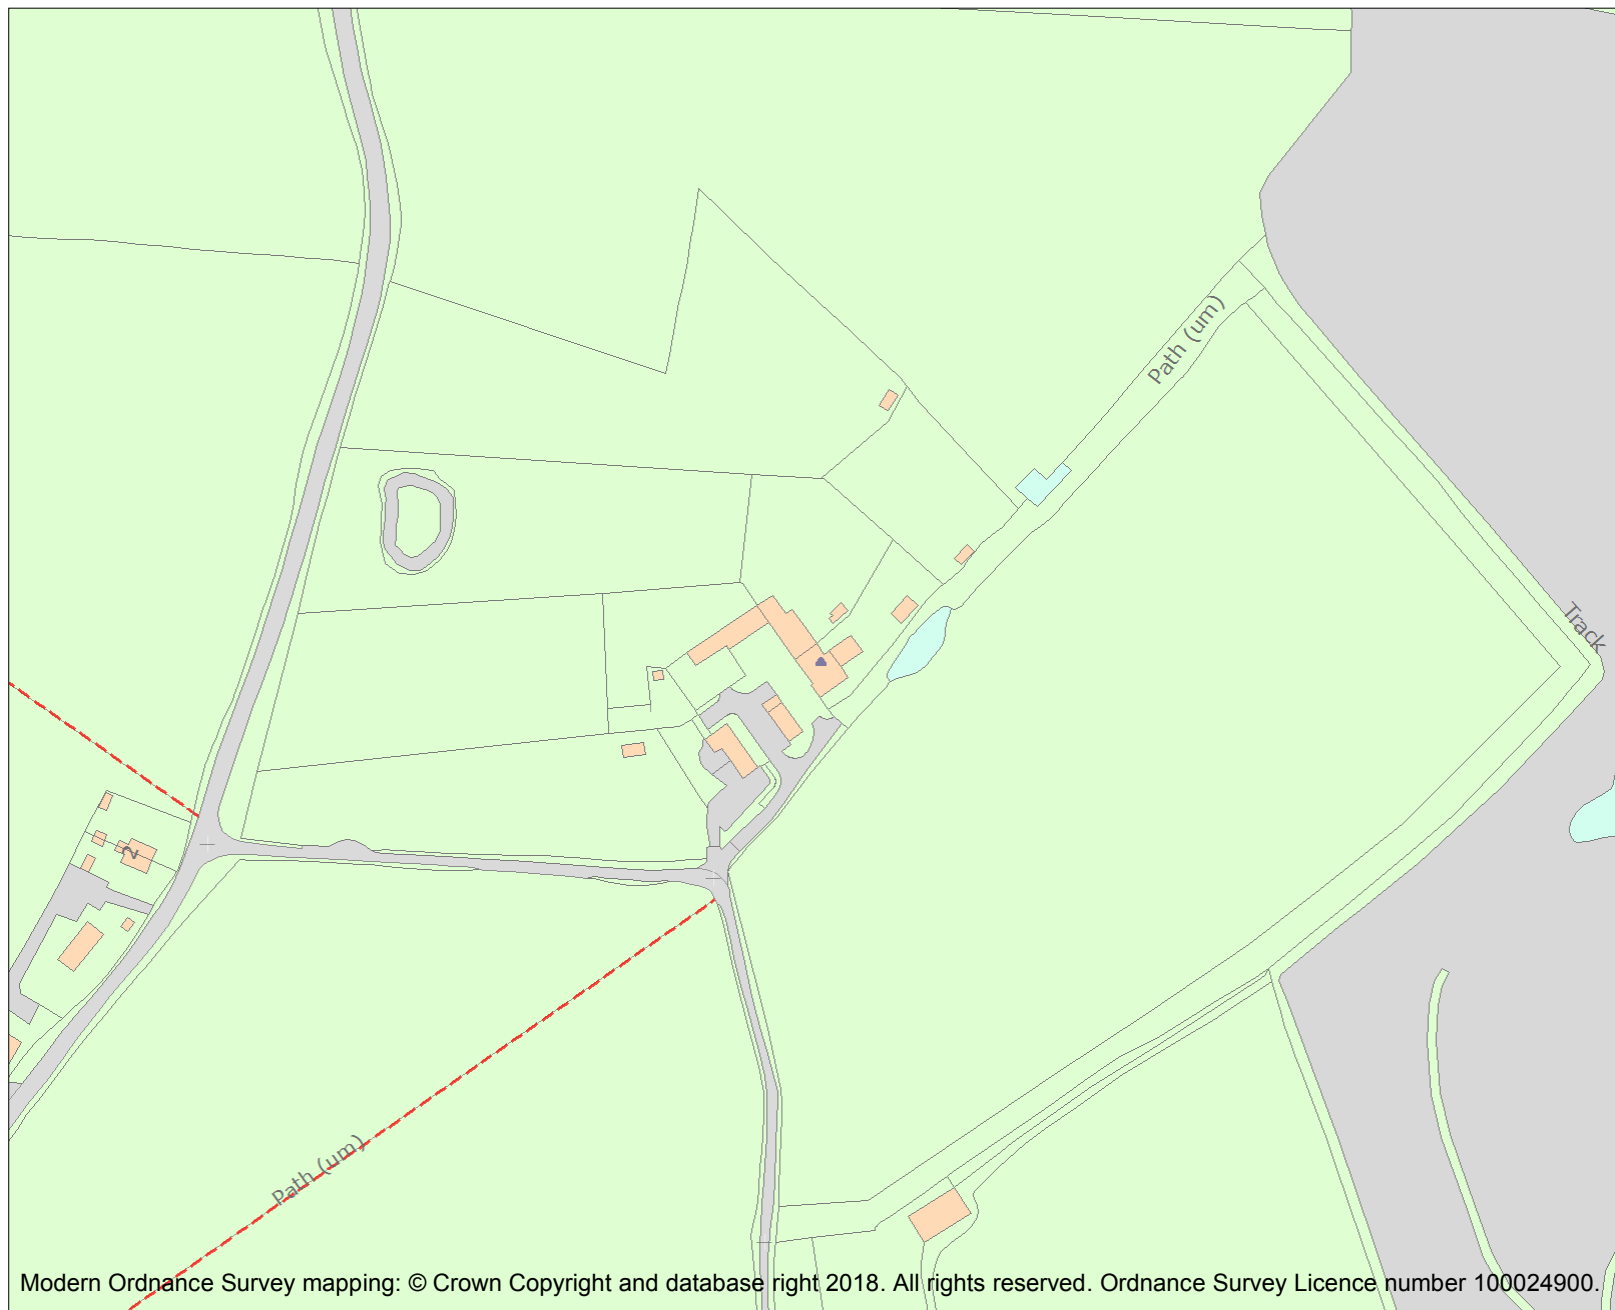 Path (um)
Track
2
Path (um)
Modern Ordnance Survey mapping: © Crown Copyright and database right 2018. All rights reserved. Ordnance Survey Licence number 100024900.